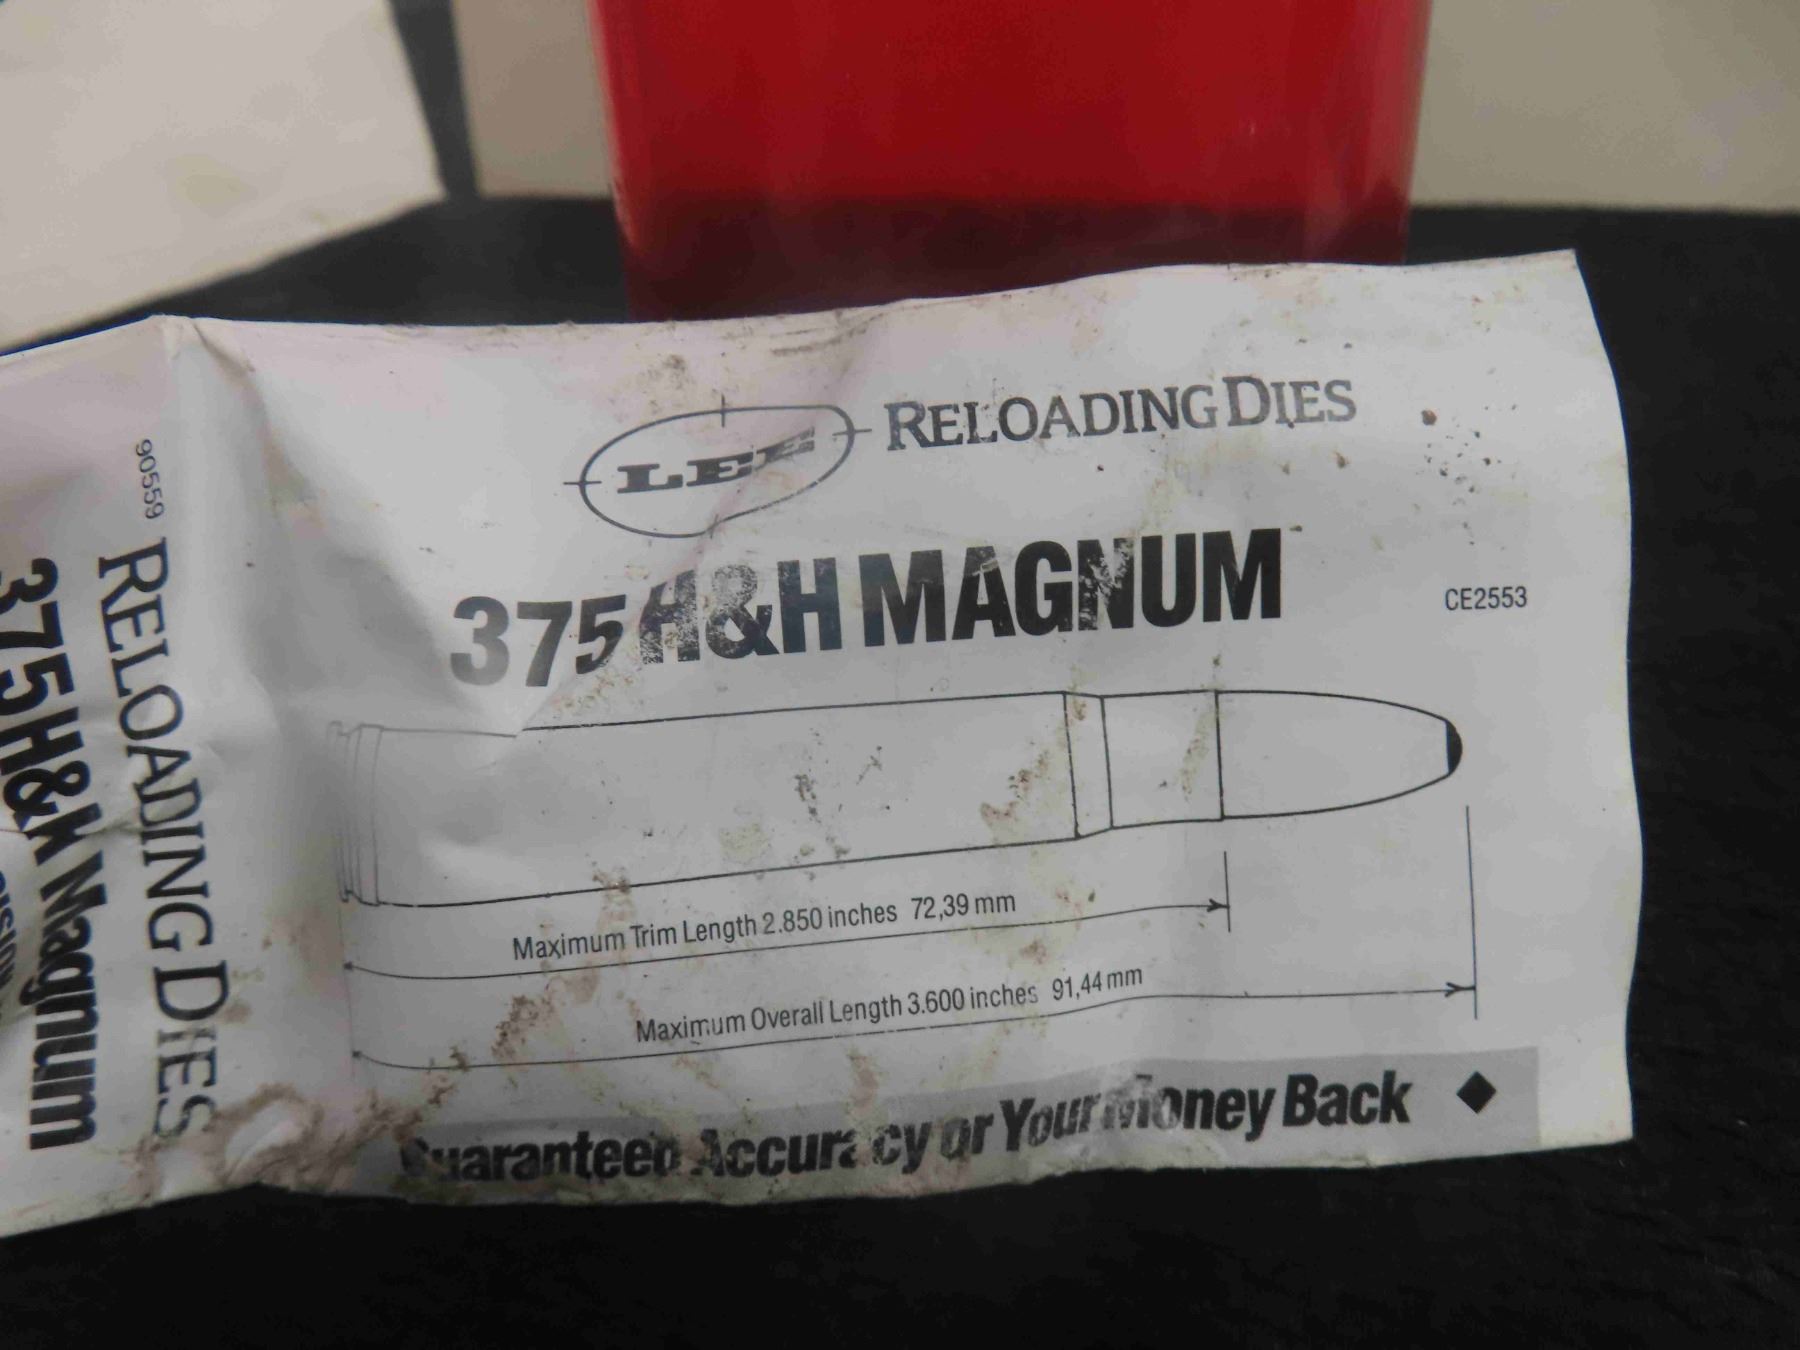 LEE RELOADING DIES
375 H&H MAGNUM
CE2553
Maximum Trim Length 2.850 inches 72,39 mm
Maximum Overall Length 3.600 inches 91,44 mm
Guaranteed Accuracy or Your Money Back
90559
RELOADING DIES
375 H&H Magnum